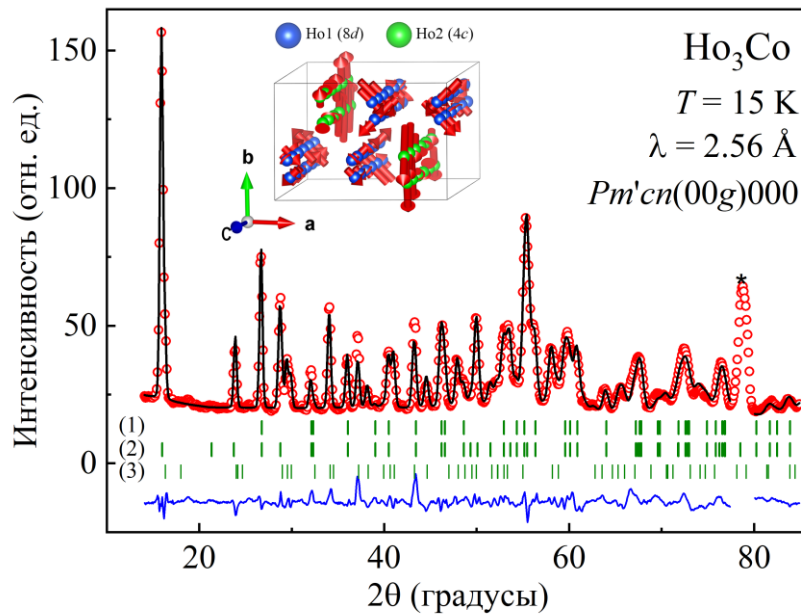 Ho1 (8d)
Ho2 (4c)
Ho₃Co
T = 15 K
λ = 2.56 Å
Pm'cn(00g)000
b
a
c
*
Интенсивность (отн. ед.)
150
100
50
0
(1)
(2)
(3)
20
40
60
80
2θ (градусы)